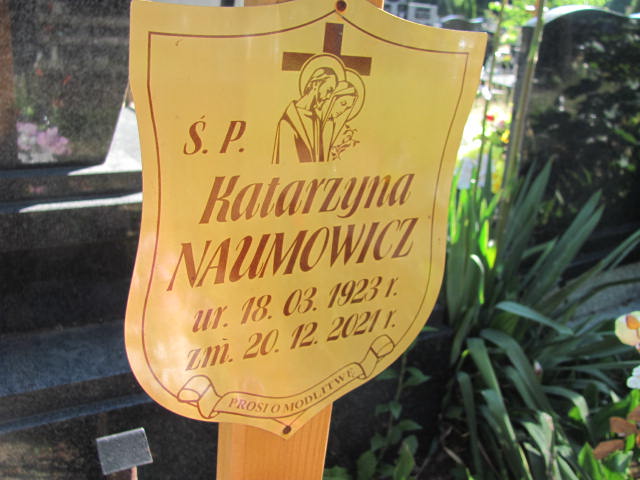 Ś. P.
Katarzyna
NAUMOWICZ
ur. 18. 03. 1923 r.
zm. 20. 12. 2021 r.
PROSI O MODLITWĘ